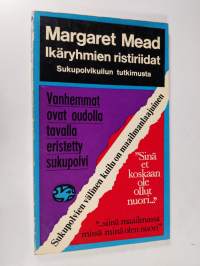 Margaret Mead
Ikäryhmien ristiriidat
Sukupolvikuilun tutkimusta
Vanhemmat
ovat oudolla
tavalla
eristetty
sukupolvi
Sukupolvien välinen kuilu on maailmanlaajuinen
"Sinä
et
koskaan
ole
ollut
nuori..."
"...siinä maailmassa
missä minä olen nuori"